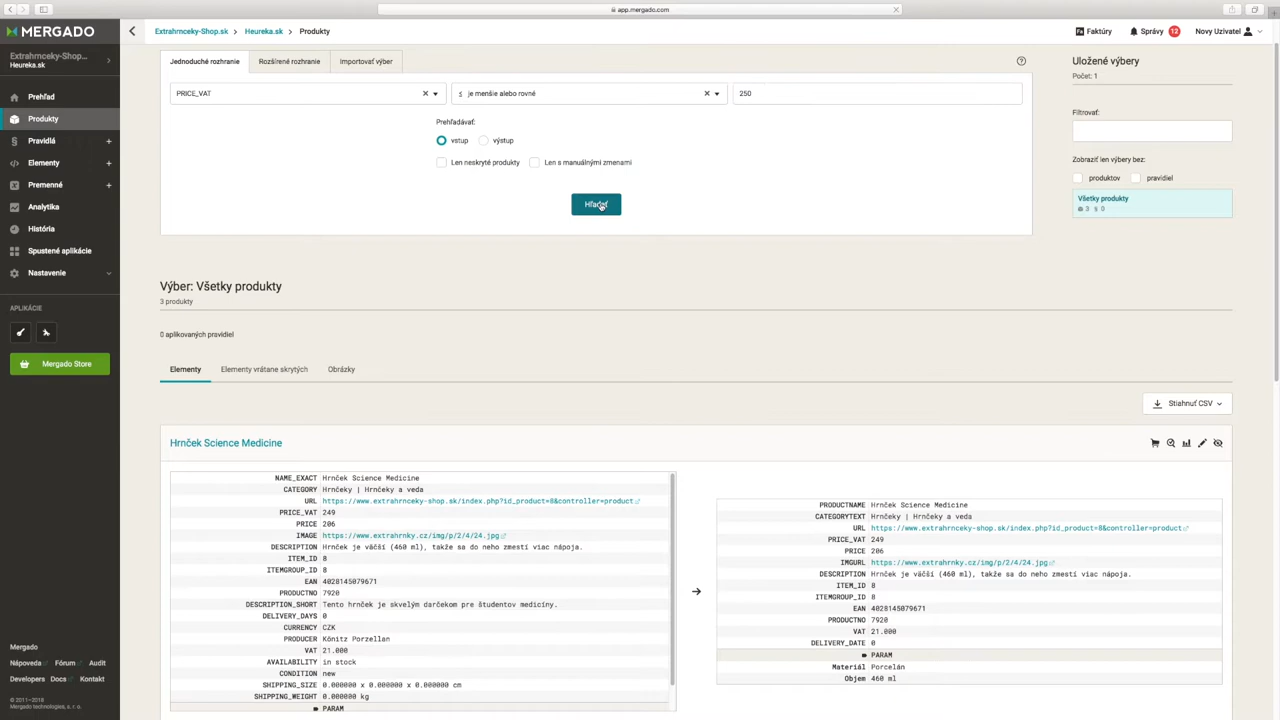 app.mergado.com
MERGADO
Extrahrnceky-Shop.sk
Heureka.sk
Produkty
Faktúry
Správy
12
Novy Uzivatel
Extrahrnceky-Shop...
Heureka.sk
Prehľad
Produkty
Pravidlá
Elementy
Premenné
Analytika
História
Spustené aplikácie
Nastavenie
APLIKÁCIE
Mergado Store
Mergado
Nápoveda
Fórum
Audit
Developers
Docs
Kontakt
© 2011–2018
Mergado technologies, s. r. o.
Jednoduché rozhranie
Rozšírené rozhranie
Importovať výber
PRICE_VAT
≤ je menšie alebo rovné
250
Prehľadávať:
vstup
výstup
Len neskryté produkty
Len s manuálnymi zmenami
Hľadať
Uložené výbery
Počet: 1
Filtrovať:
Zobraziť len výbery bez:
produktov
pravidiel
Všetky produkty
3
0
Výber: Všetky produkty
3 produkty
0 aplikovaných pravidiel
Elementy
Elementy vrátane skrytých
Obrázky
Stiahnuť CSV
Hrnček Science Medicine
NAME_EXACT Hrnček Science Medicine
CATEGORY Hrnčeky | Hrnčeky a veda
URL https://www.extrahrnceky-shop.sk/index.php?id_product=8&controller=product
PRICE_VAT 249
PRICE 206
IMAGE https://www.extrahrnky.cz/img/p/2/4/24.jpg
DESCRIPTION Hrnček je väčší (460 ml), takže sa do neho zmestí viac nápoja.
ITEM_ID 8
ITEMGROUP_ID 8
EAN 4028145079671
PRODUCTNO 7920
DESCRIPTION_SHORT Tento hrnček je skvelým darčekom pre študentov medicíny.
DELIVERY_DAYS 0
CURRENCY CZK
PRODUCER Könitz Porzellan
VAT 21.000
AVAILABILITY in stock
CONDITION new
SHIPPING_SIZE 0.000000 x 0.000000 x 0.000000 cm
SHIPPING_WEIGHT 0.000000 kg
PARAM
PRODUCTNAME Hrnček Science Medicine
CATEGORYTEXT Hrnčeky | Hrnčeky a veda
URL https://www.extrahrnceky-shop.sk/index.php?id_product=8&controller=product
PRICE_VAT 249
PRICE 206
IMGURL https://www.extrahrnky.cz/img/p/2/4/24.jpg
DESCRIPTION Hrnček je väčší (460 ml), takže sa do neho zmestí viac nápoja.
ITEM_ID 8
ITEMGROUP_ID 8
EAN 4028145079671
PRODUCTNO 7920
VAT 21.000
DELIVERY_DATE 0
PARAM
Materiál Porcelán
Objem 460 ml